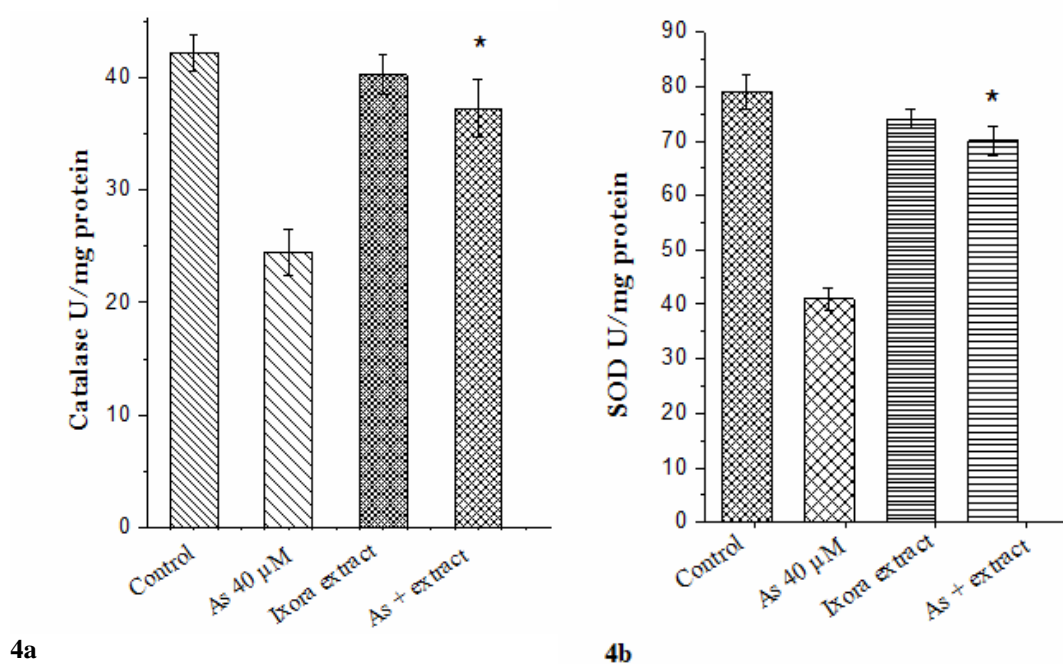 Catalase U/mg protein
40
30
20
10
0
*
Control
As 40 µM
Ixora extract
As + extract
4a
SOD U/mg protein
90
80
70
60
50
40
30
20
10
0
*
Control
As 40 µM
Ixora extract
As + extract
4b